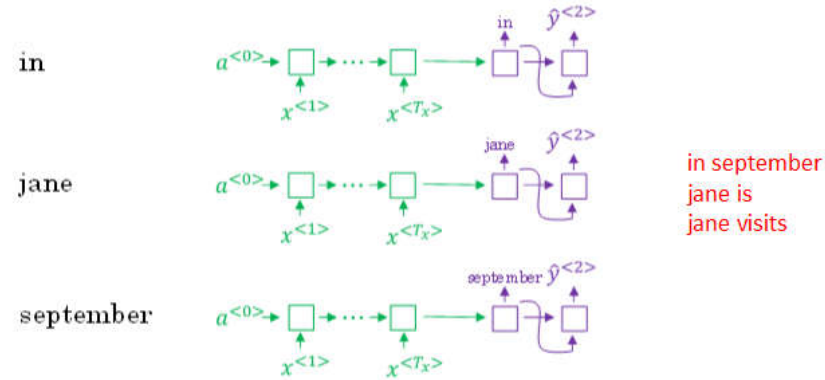 in ŷ<2>
in a<0> ...
x<1> x<Tx>
jane ŷ<2>
jane a<0> ...
x<1> x<Tx>
in september
jane is
jane visits
september ŷ<2>
september a<0> ...
x<1> x<Tx>